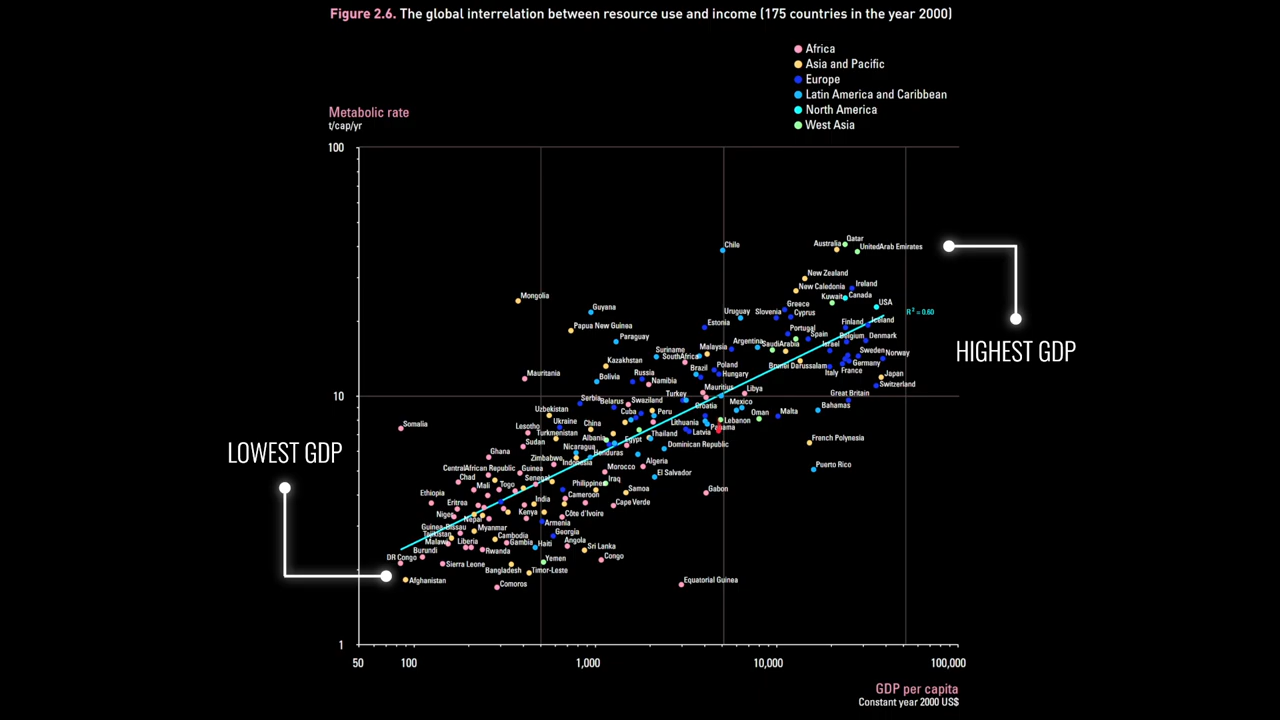 Figure 2.6. The global interrelation between resource use and income (175 countries in the year 2000)
Africa
Asia and Pacific
Europe
Latin America and Caribbean
North America
West Asia
Metabolic rate
t/cap/yr
100
Qatar
Australia
UnitedArab Emirates
Chile
New Zealand
Ireland
New Caledonia
Mongolia
Kuwait
Canada
USA
Greece
Guyana
Uruguay
Slovenia
Cyprus
R² = 0.60
Papua New Guinea
Estonia
Finland
Iceland
Portugal
Spain
Paraguay
Belgium
Denmark
Argentina
SaudiArabia
Israel
Malaysia
Suriname
SouthAfrica
Sweden
Norway
HIGHEST GDP
Kazakhstan
Poland
Brunei Darussalam
Germany
Brazil
Italy
France
Mauritania
Bolivia
Russia
Hungary
Japan
Namibia
Switzerland
Mauritius
Libya
Turkey
Great Britain
10
Serbia
Belarus
Swaziland
Croatia
Mexico
Bahamas
Uzbekistan
Cuba
Peru
Oman
Malta
Somalia
Lesotho
Ukraine
China
Lithuania
Lebanon
Panama
Turkmenistan
Thailand
Latvia
Sudan
Albania
Egypt
French Polynesia
LOWEST GDP
Ghana
Nicaragua
Honduras
Dominican Republic
Zimbabwe
Indonesia
Puerto Rico
CentralAfrican Republic
Guinea
Morocco
Algeria
Chad
Senegal
Iraq
El Salvador
Mali
Togo
Philippines
Samoa
Gabon
Ethiopia
Eritrea
India
Cameroon
Cape Verde
Niger
Nepal
Kenya
Côte d'Ivoire
Guinea-Bissau
Myanmar
Armenia
Tajikistan
Cambodia
Georgia
Malawi
Liberia
Gambia
Haiti
Angola
Sri Lanka
Burundi
Rwanda
DR Congo
Sierra Leone
Yemen
Congo
Bangladesh
Timor-Leste
Afghanistan
Comoros
Equatorial Guinea
1
50
100
1,000
10,000
100,000
GDP per capita
Constant year 2000 US$